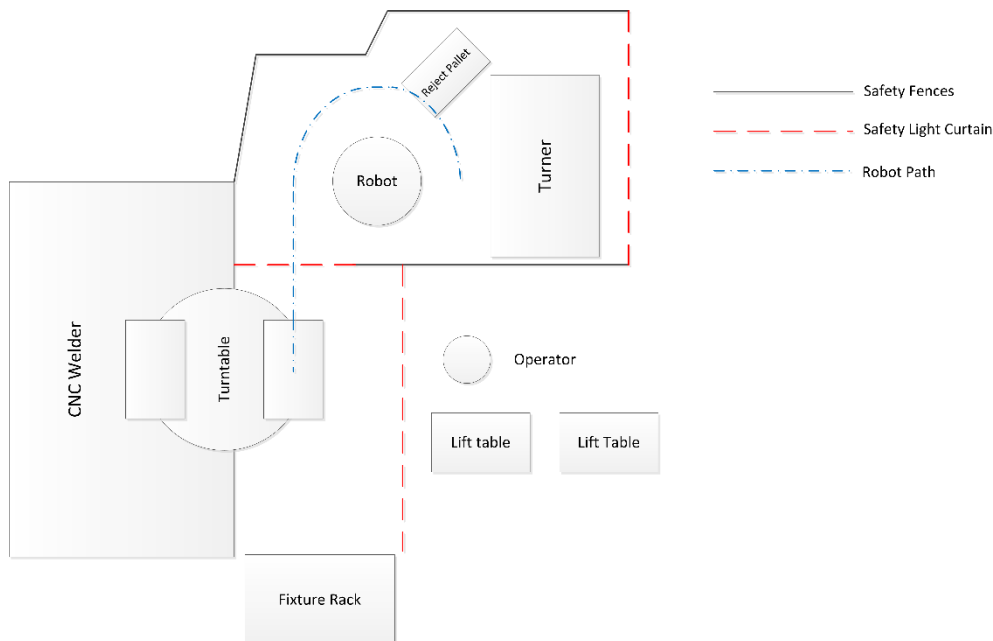 Reject Pallet
Safety Fences
Safety Light Curtain
Robot Path
Robot
Turner
CNC Welder
Turntable
Operator
Lift table
Lift Table
Fixture Rack